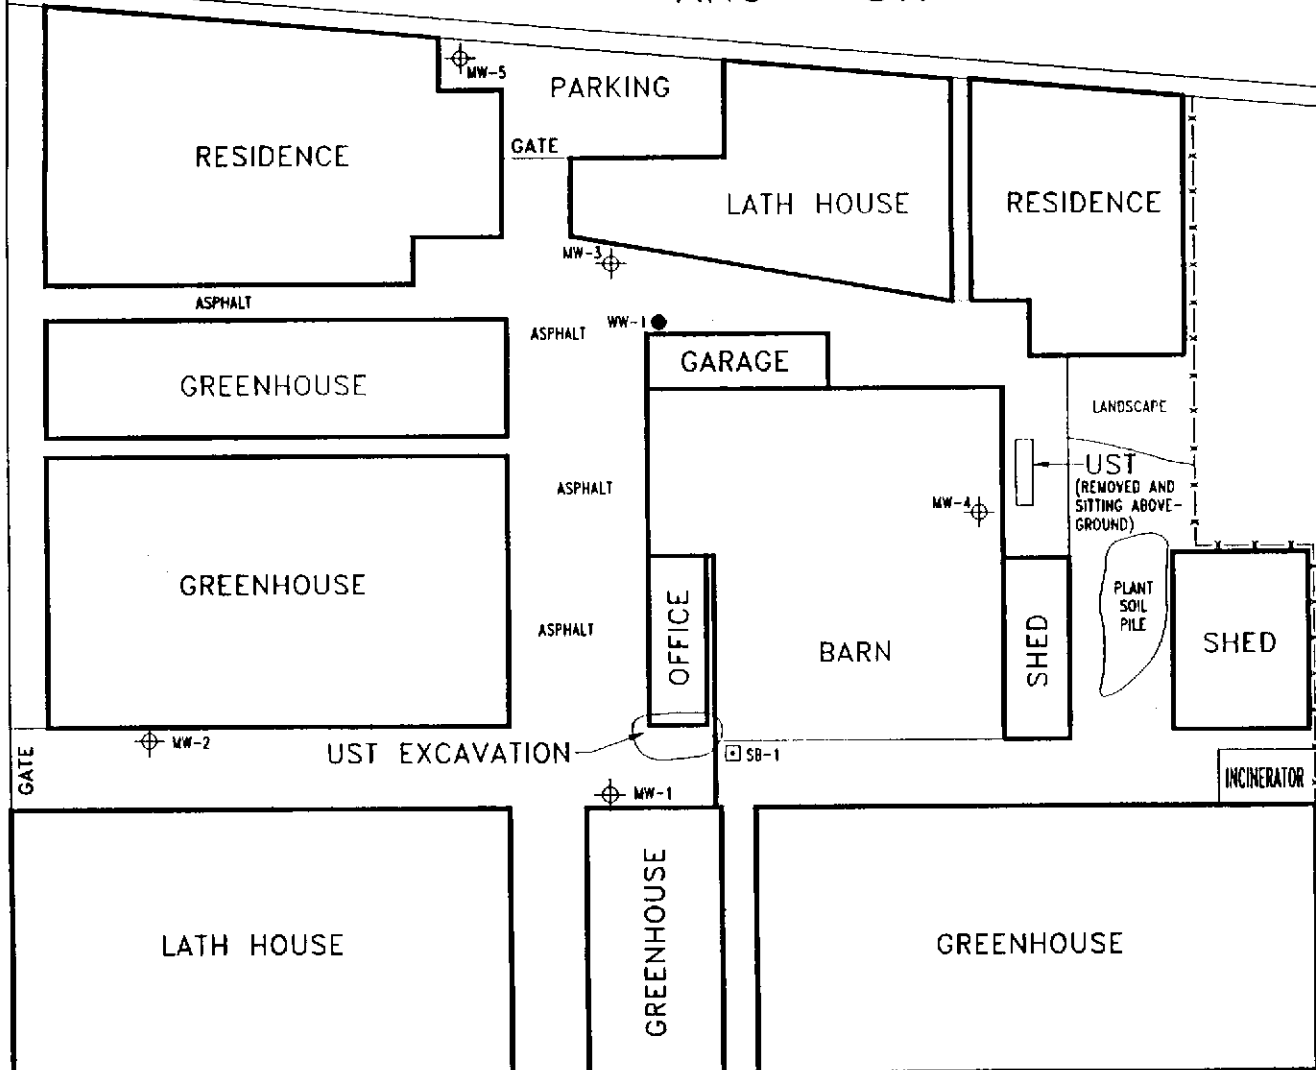 MW-5
PARKING
GATE
RESIDENCE
LATH HOUSE
RESIDENCE
MW-3
ASPHALT
WW-1
ASPHALT
GARAGE
GREENHOUSE
LANDSCAPE
UST
(REMOVED AND
SITTING ABOVE-
GROUND)
ASPHALT
MW-4
GREENHOUSE
PLANT
SOIL
PILE
OFFICE
ASPHALT
BARN
SHED
SHED
MW-2
UST EXCAVATION
SB-1
GATE
INCINERATOR
MW-1
LATH HOUSE
GREENHOUSE
GREENHOUSE